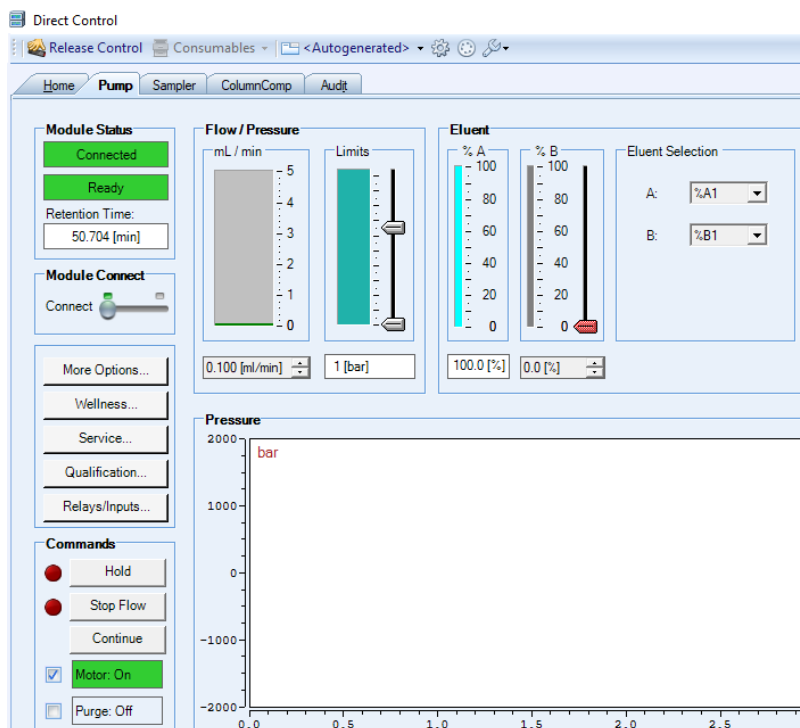 Direct Control
Release Control Consumables <Autogenerated>
Home Pump Sampler ColumnComp Audit
Module Status
Connected
Ready
Retention Time:
50.704 [min]
Module Connect
Connect
More Options...
Wellness...
Service...
Qualification...
Relays/Inputs...
Commands
Hold
Stop Flow
Continue
Motor: On
Purge: Off
Flow / Pressure
mL / min
5
4
3
2
1
0
0.100 [ml/min]
Limits
1 [bar]
Eluent
% A
100
80
60
40
20
0
100.0 [%]
% B
100
80
60
40
20
0
0.0 [%]
Eluent Selection
A: %A1
B: %B1
Pressure
bar
2000
1000
0
-1000
-2000
0.0 0.5 1.0 1.5 2.0 2.5